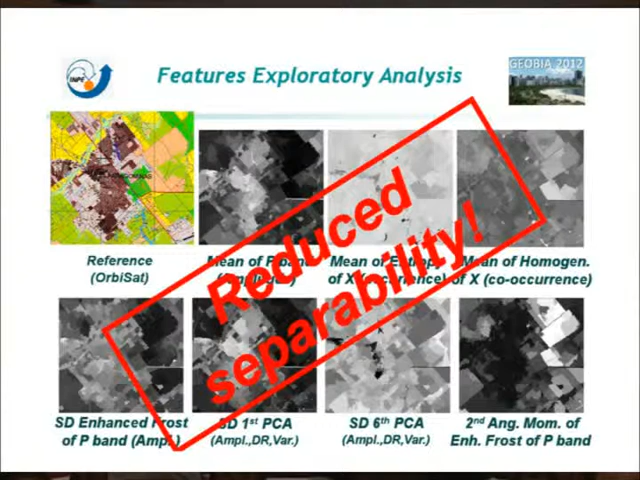 INPE
Features Exploratory Analysis
GEOBIA 2012
Reference
(OrbiSat)
Mean of P band
Mean of Entropy
of X
Mean of Homogen.
of X (co-occurrence)
Reduced
separability!
SD Enhanced Frost
of P band (Ampl.)
SD 1st PCA
(Ampl.,DR,Var.)
SD 6th PCA
(Ampl.,DR,Var.)
2nd Ang. Mom. of
Enh. Frost of P band